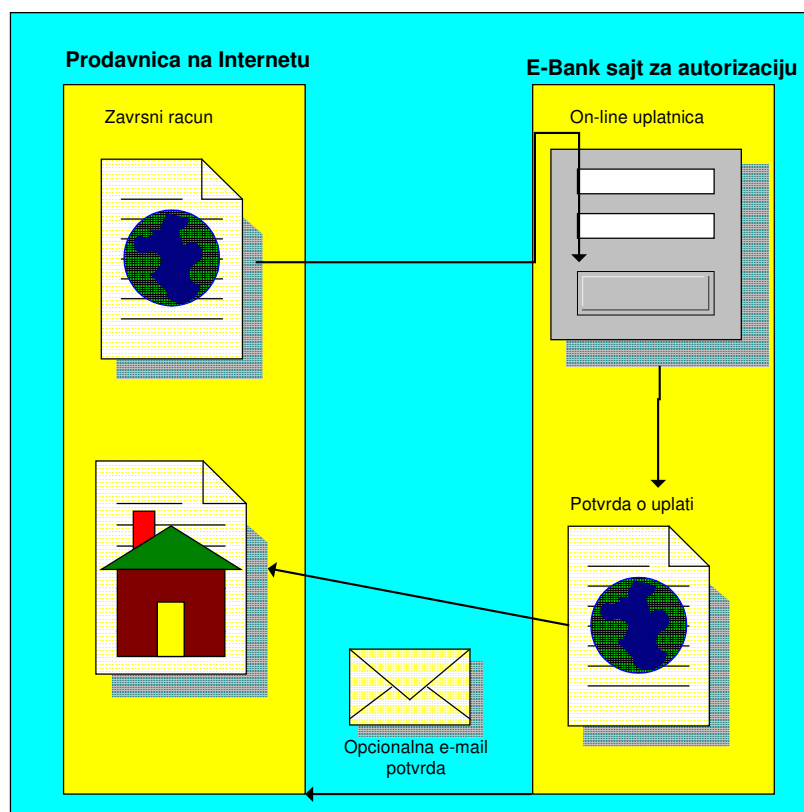 Prodavnica na Internetu
E-Bank sajt za autorizaciju
Zavrsni racun
On-line uplatnica
Potvrda o uplati
Opcionalna e-mail
potvrda